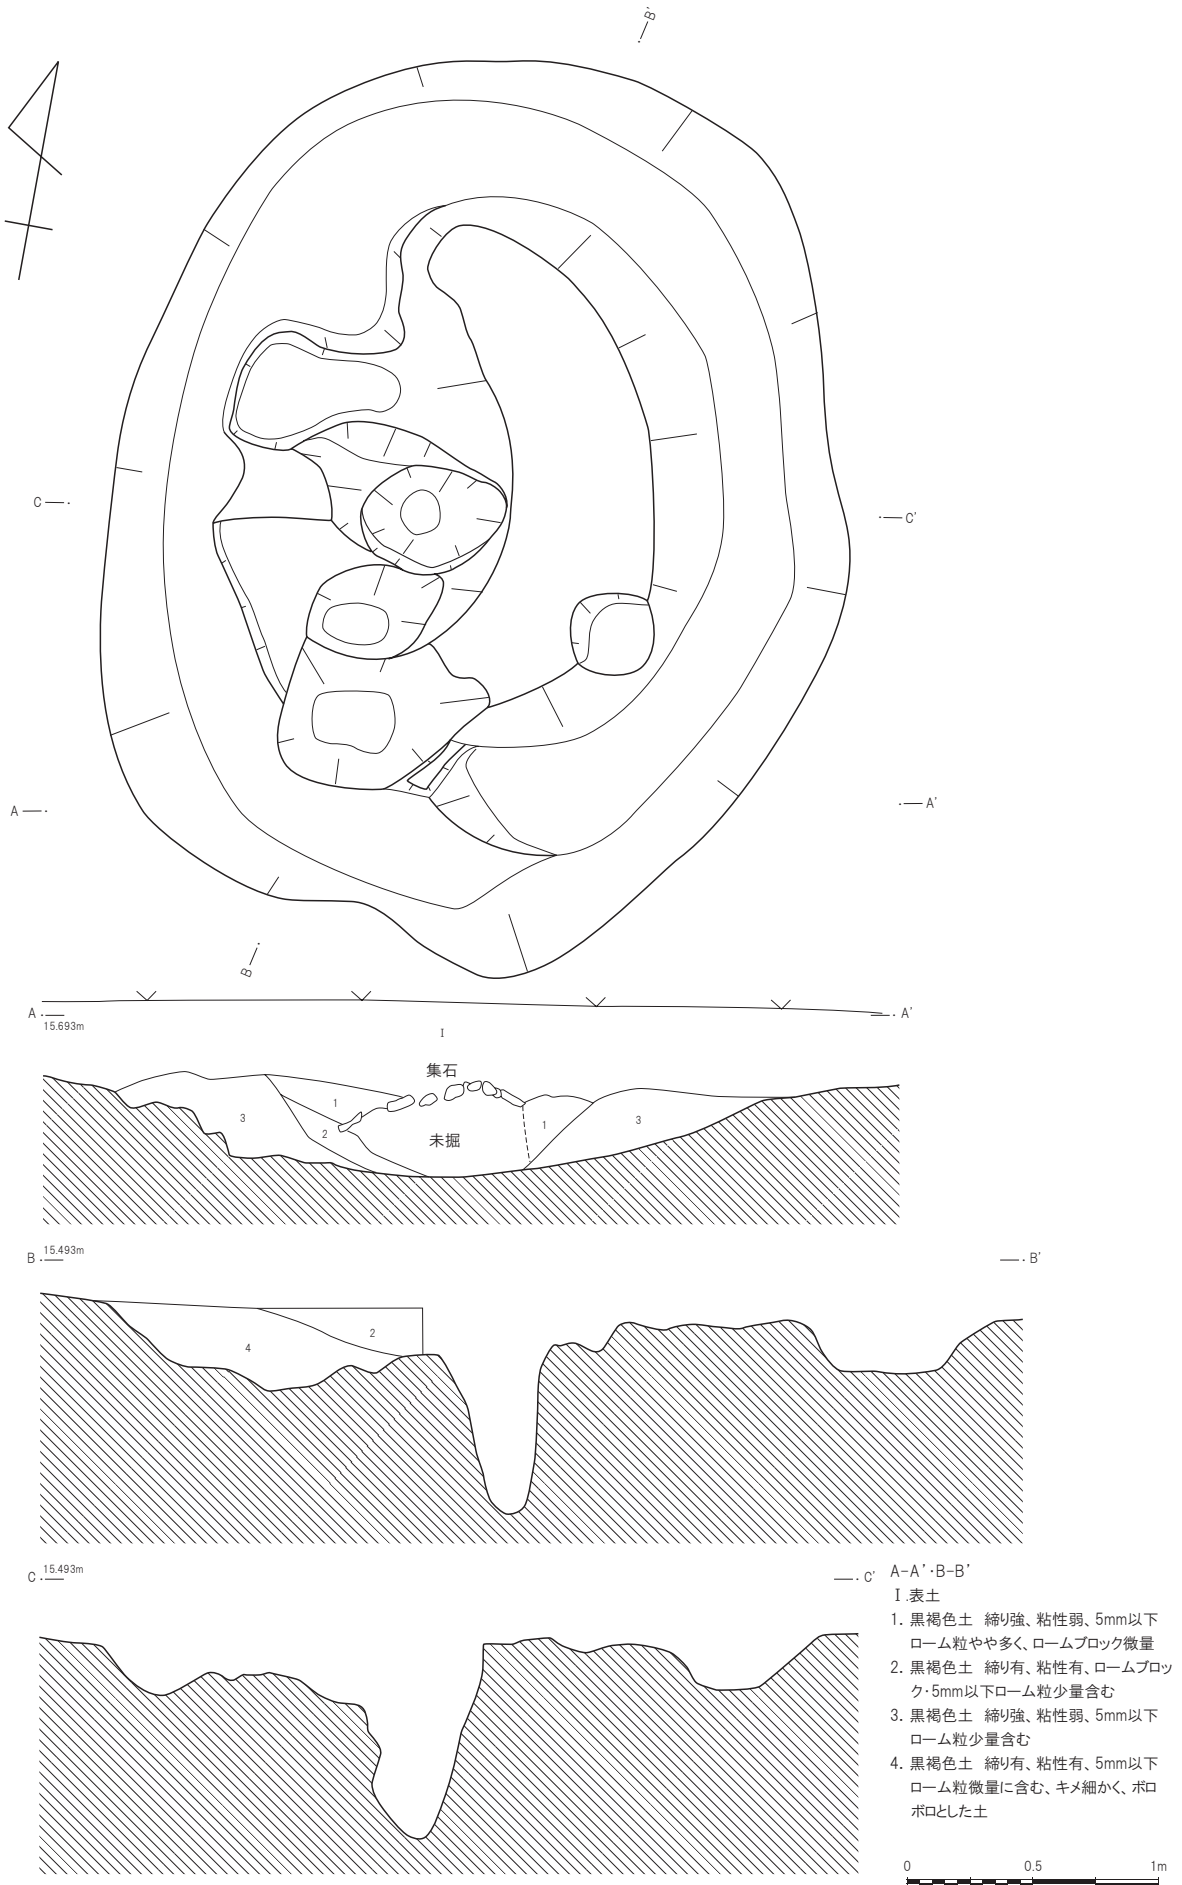 B'
C
C'
A
A'
B
A
15.693m
A'
I
集石
1
3
2
未掘
1
3
B
15.493m
B'
2
4
C
15.493m
C'
A-A'・B-B'
Ⅰ.表土
1. 黒褐色土 締り強、粘性弱、5mm以下
ローム粒やや多く、ロームブロック微量
2. 黒褐色土 締り有、粘性有、ロームブロッ
ク・5mm以下ローム粒少量含む
3. 黒褐色土 締り強、粘性弱、5mm以下
ローム粒少量含む
4. 黒褐色土 締り有、粘性有、5mm以下
ローム粒微量に含む、キメ細かく、ボロ
ボロとした土
0 0.5 1m